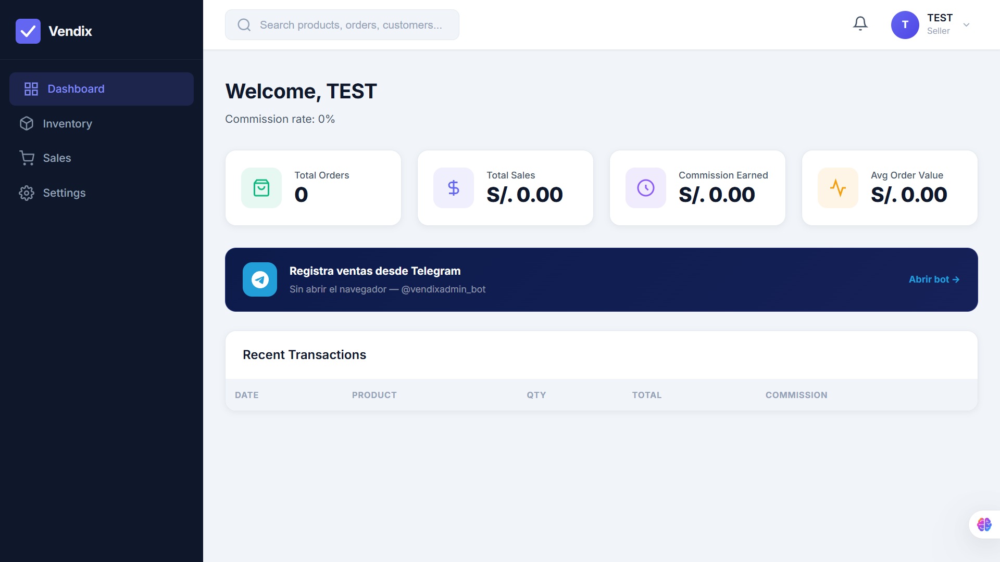 Vendix
Dashboard
Inventory
Sales
Settings
Search products, orders, customers...
T
TEST
Seller
Welcome, TEST
Commission rate: 0%
Total Orders
0
Total Sales
S/. 0.00
Commission Earned
S/. 0.00
Avg Order Value
S/. 0.00
Registra ventas desde Telegram
Sin abrir el navegador — @vendixadmin_bot
Abrir bot →
Recent Transactions
DATE PRODUCT QTY TOTAL COMMISSION